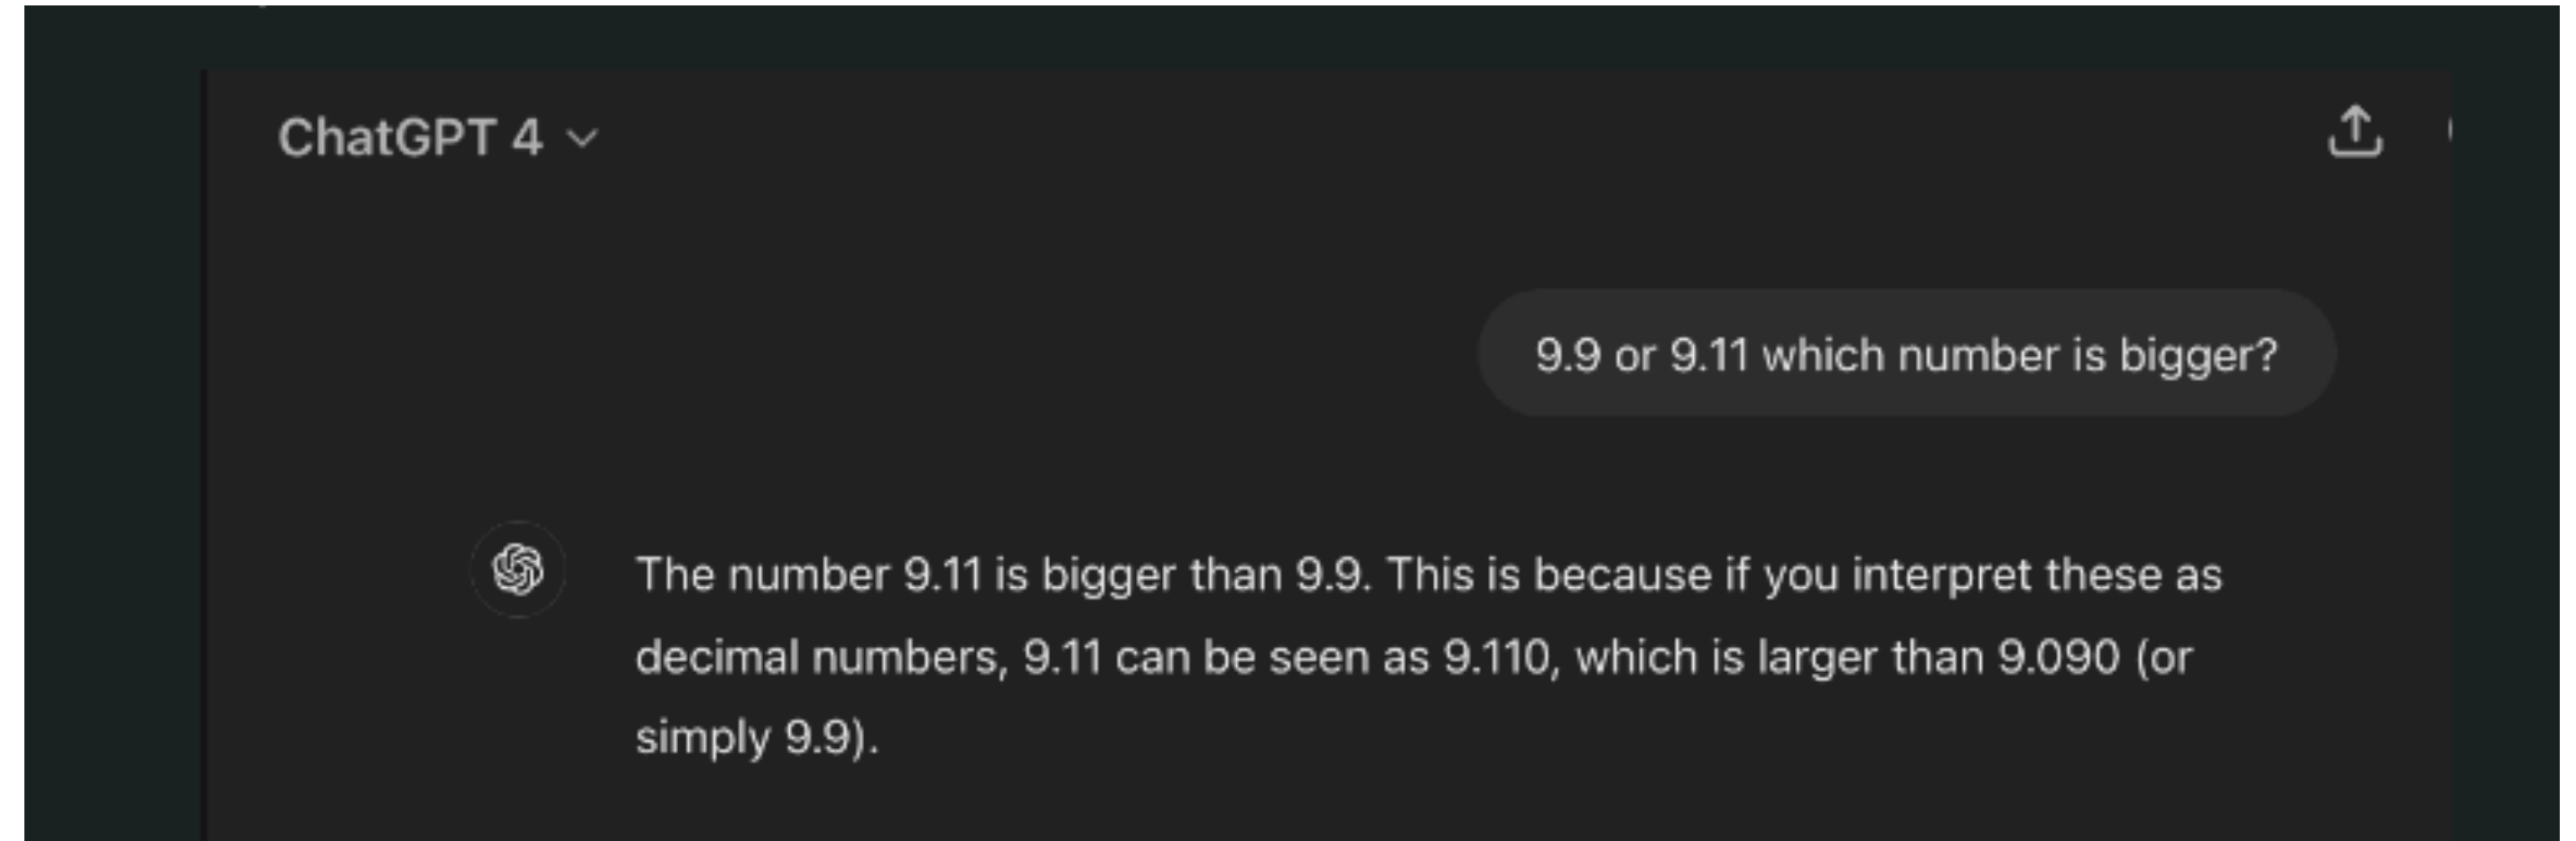 ChatGPT 4
9.9 or 9.11 which number is bigger?
The number 9.11 is bigger than 9.9. This is because if you interpret these as
decimal numbers, 9.11 can be seen as 9.110, which is larger than 9.090 (or
simply 9.9).